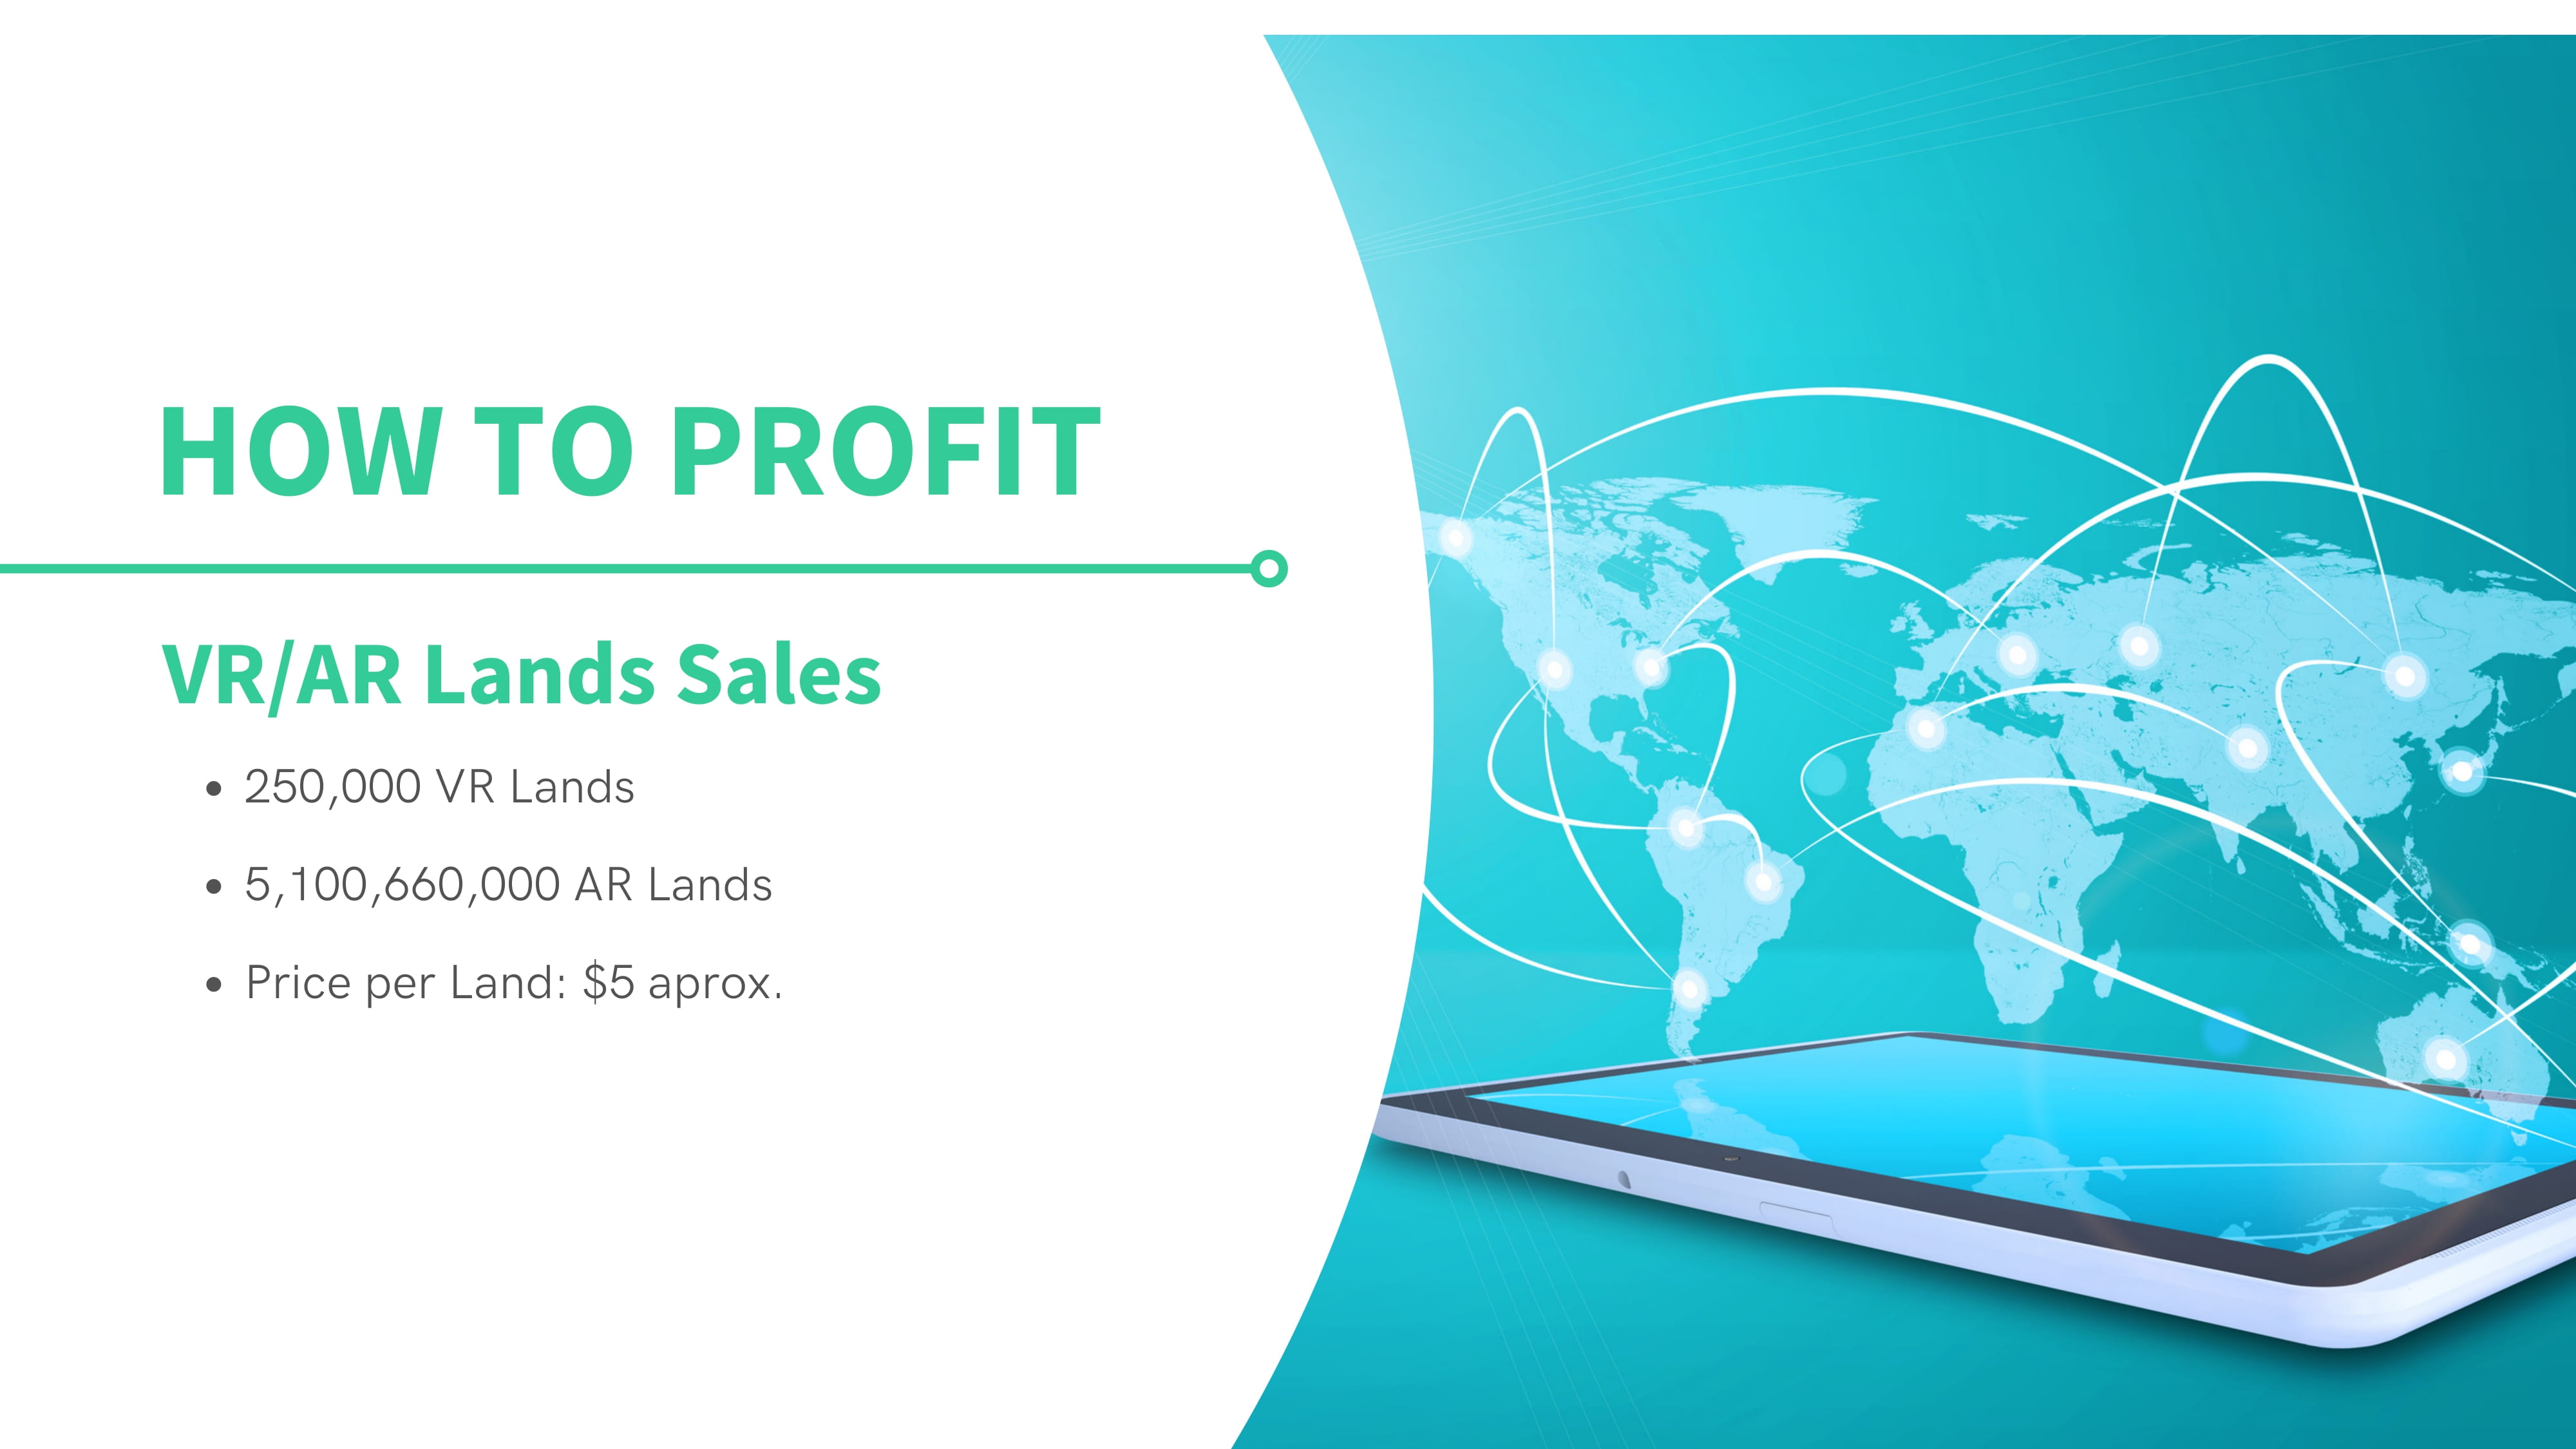 HOW TO PROFIT
VR/AR Lands Sales
• 250,000 VR Lands
• 5,100,660,000 AR Lands
• Price per Land: $5 aprox.